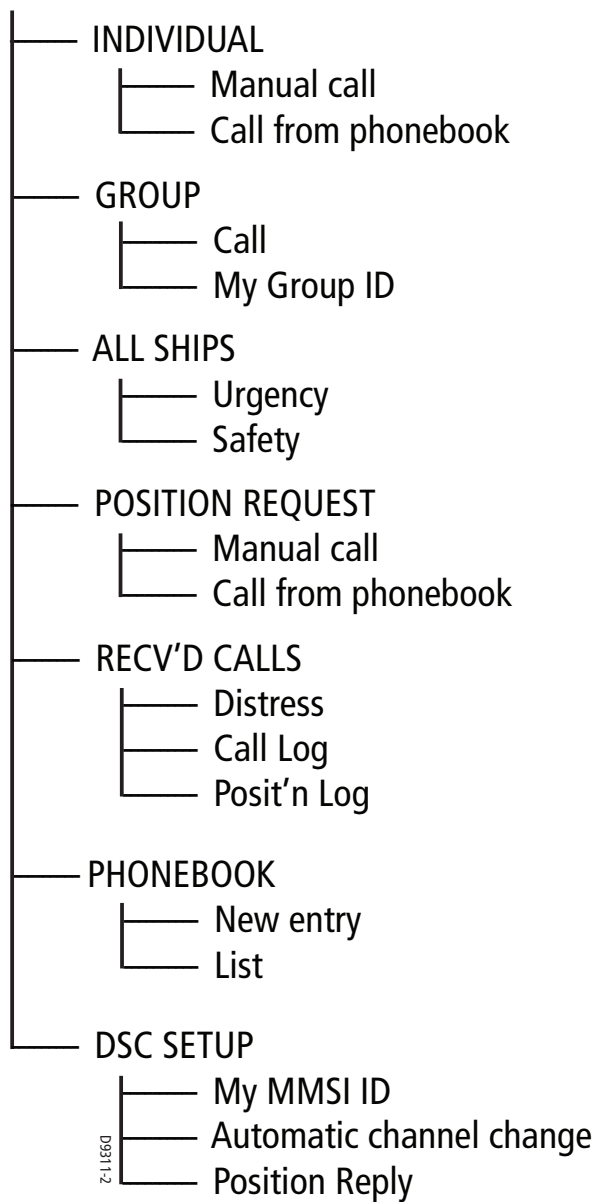 INDIVIDUAL
Manual call
Call from phonebook
GROUP
Call
My Group ID
ALL SHIPS
Urgency
Safety
POSITION REQUEST
Manual call
Call from phonebook
RECV’D CALLS
Distress
Call Log
Posit’n Log
PHONEBOOK
New entry
List
DSC SETUP
My MMSI ID
Automatic channel change
Position Reply
D9311-2